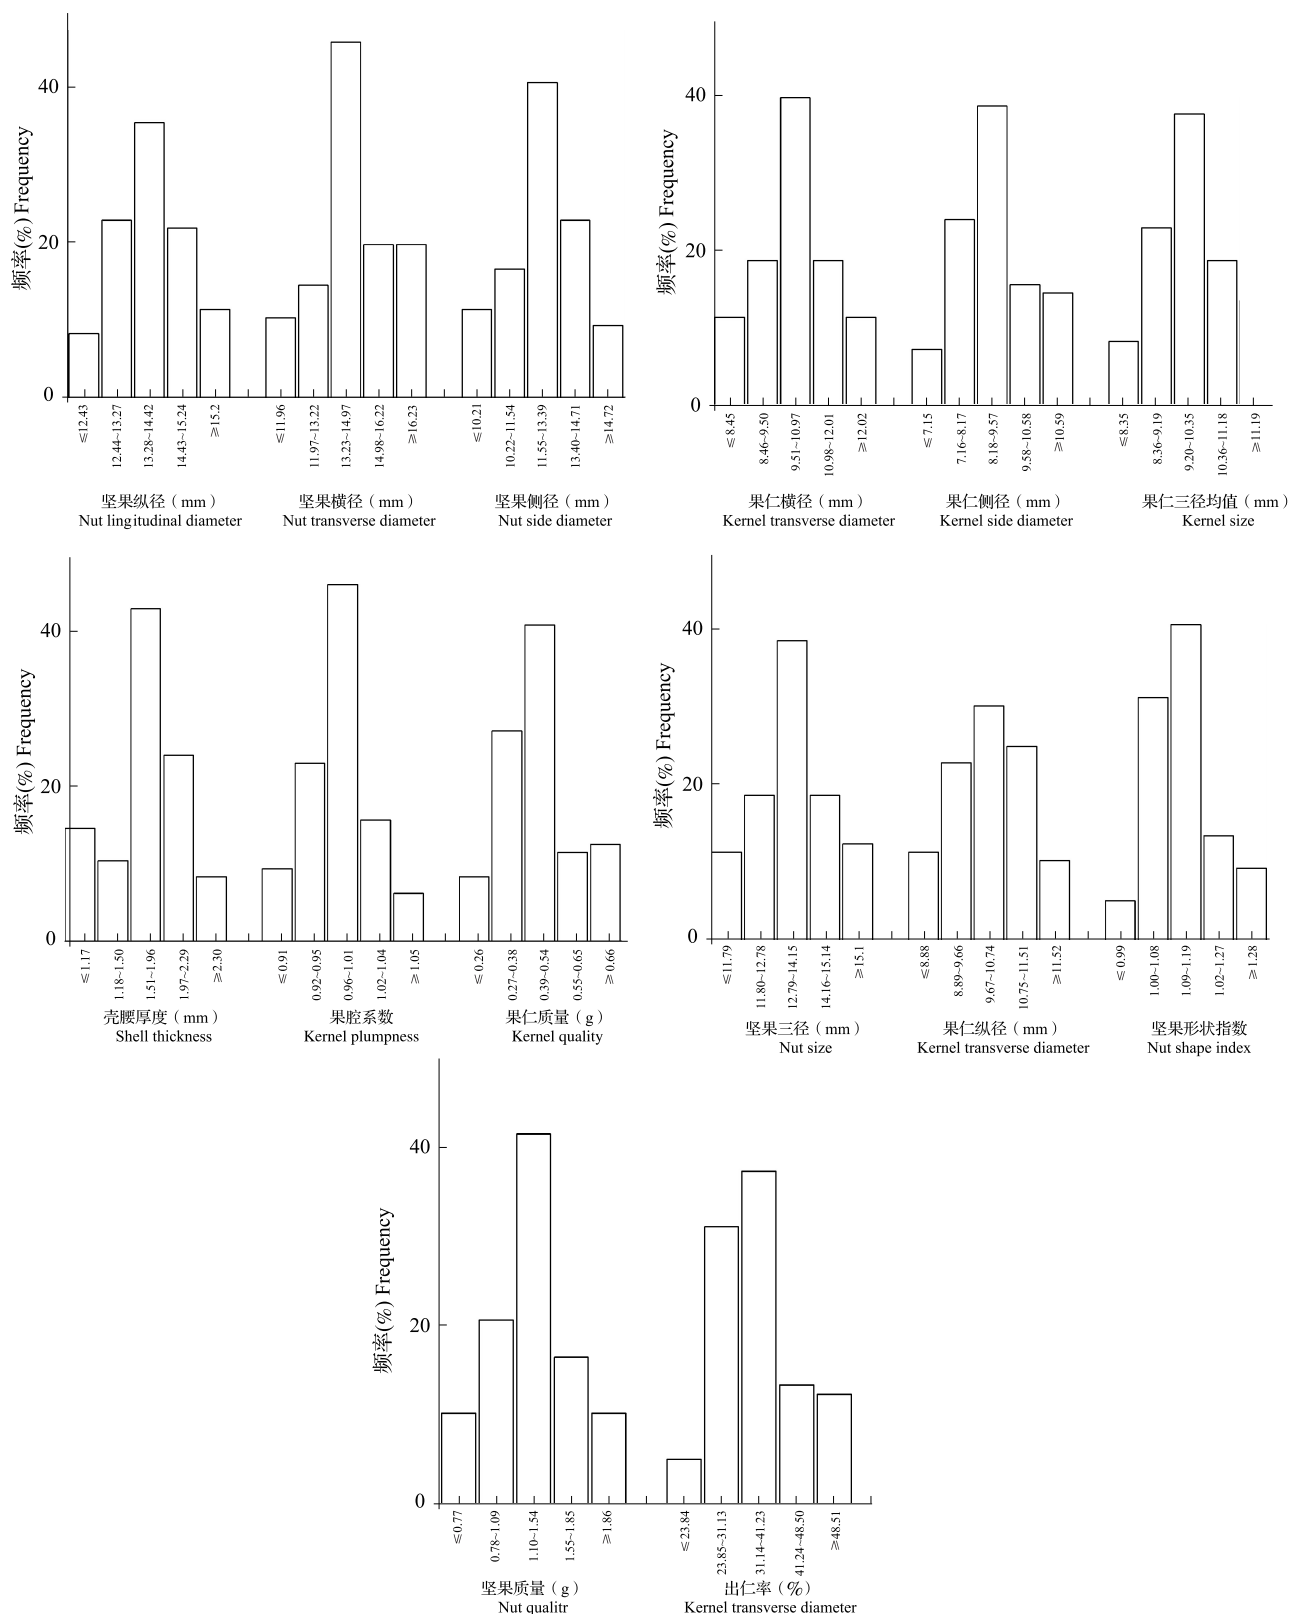 频率(%) Frequency
40
20
0
≤12.43
12.44~13.27
13.28~14.42
14.43~15.24
≥15.2
≤11.96
11.97~13.22
13.23~14.97
14.98~16.22
≥16.23
≤10.21
10.22~11.54
11.55~13.39
13.40~14.71
≥14.72
坚果纵径（mm）
Nut longitudinal diameter
坚果横径（mm）
Nut transverse diameter
坚果侧径（mm）
Nut side diameter
频率(%) Frequency
40
20
0
≤8.45
8.46~9.50
9.51~10.97
10.98~12.01
≥12.02
≤7.15
7.16~8.17
8.18~9.57
9.58~10.58
≥10.59
≤8.35
8.36~9.19
9.20~10.35
10.36~11.18
≥11.19
果仁横径（mm）
Kernel transverse diameter
果仁侧径（mm）
Kernel side diameter
果仁三径均值（mm）
Kernel size
频率(%) Frequency
40
20
0
≤1.17
1.18~1.50
1.51~1.96
1.97~2.29
≥2.30
≤0.91
0.92~0.95
0.96~1.01
1.02~1.04
≥1.05
≤0.26
0.27~0.38
0.39~0.54
0.55~0.65
≥0.66
壳腰厚度（mm）
Shell thickness
果腔系数
Kernel plumpness
果仁质量（g）
Kernel quality
频率(%) Frequency
40
20
0
≤11.79
11.80~12.78
12.79~14.15
14.16~15.14
≥15.1
≤8.88
8.89~9.66
9.67~10.74
10.75~11.51
≥11.52
≤0.99
1.00~1.08
1.09~1.19
1.02~1.27
≥1.28
坚果三径（mm）
Nut size
果仁纵径（mm）
Kernel transverse diameter
坚果形状指数
Nut shape index
频率(%) Frequency
40
20
0
≤0.77
0.78~1.09
1.10~1.54
1.55~1.85
≥1.86
≤23.84
23.85~31.13
31.14~41.23
41.24~48.50
≥48.51
坚果质量（g）
Nut qualitr
出仁率（%）
Kernel transverse diameter